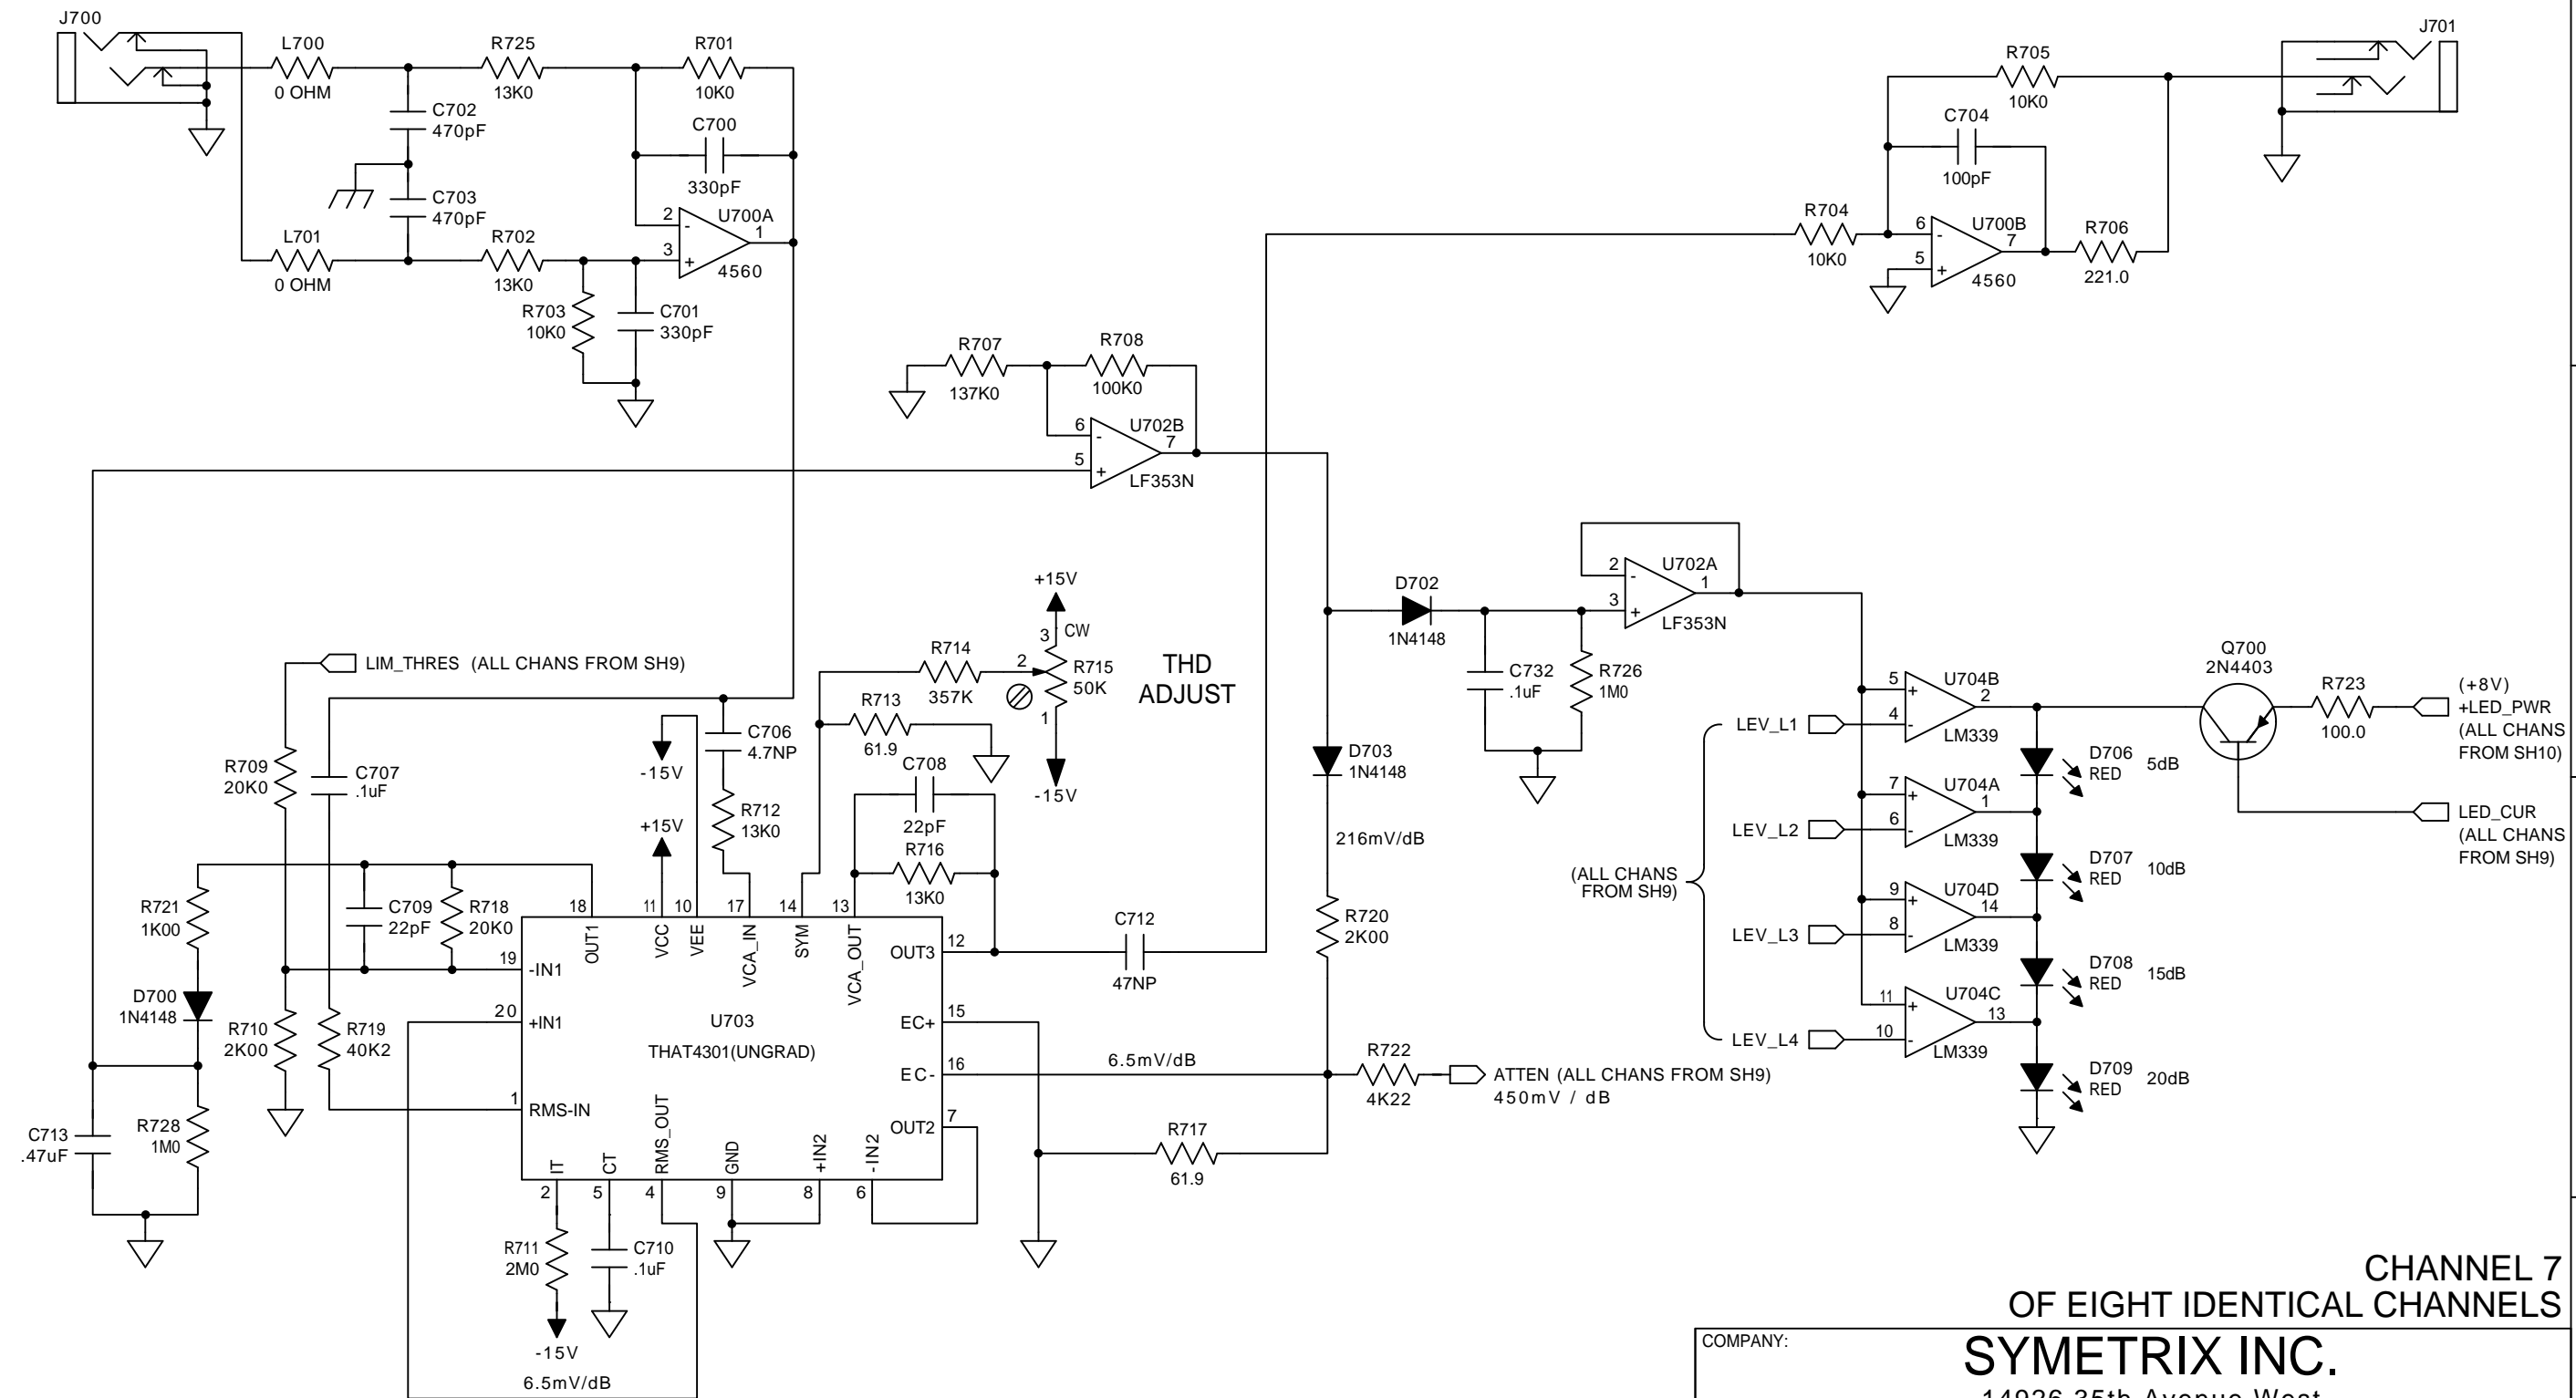 J700
L700
0 OHM
R725
13K0
R701
10K0
C702
470pF
C700
330pF
C703
470pF
L701
0 OHM
R702
13K0
2
-
3
+
U700A
1
4560
R703
10K0
C701
330pF
J701
R705
10K0
C704
100pF
R704
10K0
6
-
5
+
U700B
7
4560
R706
221.0
R707
137K0
R708
100K0
6
-
5
+
U702B
7
LF353N
D702
1N4148
2
-
3
+
U702A
1
LF353N
C732
.1uF
R726
1M0
LIM_THRES (ALL CHANS FROM SH9)
+15V
3
CW
2
R715
50K
1
-15V
THD
ADJUST
R714
357K
R713
61.9
C706
4.7NP
-15V
R709
20K0
C707
.1uF
+15V
R712
13K0
C708
22pF
R716
13K0
D703
1N4148
216mV/dB
R720
2K00
R721
1K00
C709
22pF
R718
20K0
18
11
10
17
14
13
OUT1
VCC
VEE
VCA_IN
SYM
VCA_OUT
OUT3
12
C712
47NP
19
-IN1
D700
1N4148
R710
2K00
R719
40K2
20
+IN1
U703
THAT4301(UNGRAD)
EC+
15
EC-
16
6.5mV/dB
R722
4K22
ATTEN (ALL CHANS FROM SH9)
450mV / dB
1
RMS-IN
OUT2
7
C713
.47uF
R728
1M0
IT
CT
RMS_OUT
GND
+IN2
-IN2
2
5
4
9
8
6
R717
61.9
R711
2M0
C710
.1uF
-15V
6.5mV/dB
LEV_L1
5
+
4
-
U704B
2
LM339
Q700
2N4403
R723
100.0
(+8V)
+LED_PWR
(ALL CHANS
FROM SH10)
D706
RED
5dB
LEV_L2
7
+
6
-
U704A
1
LM339
LED_CUR
(ALL CHANS
FROM SH9)
D707
RED
10dB
(ALL CHANS
FROM SH9)
LEV_L3
9
+
8
-
U704D
14
LM339
D708
RED
15dB
LEV_L4
11
+
10
-
U704C
13
LM339
D709
RED
20dB
CHANNEL 7
OF EIGHT IDENTICAL CHANNELS
COMPANY:
SYMETRIX INC.
14926 35th Avenue West